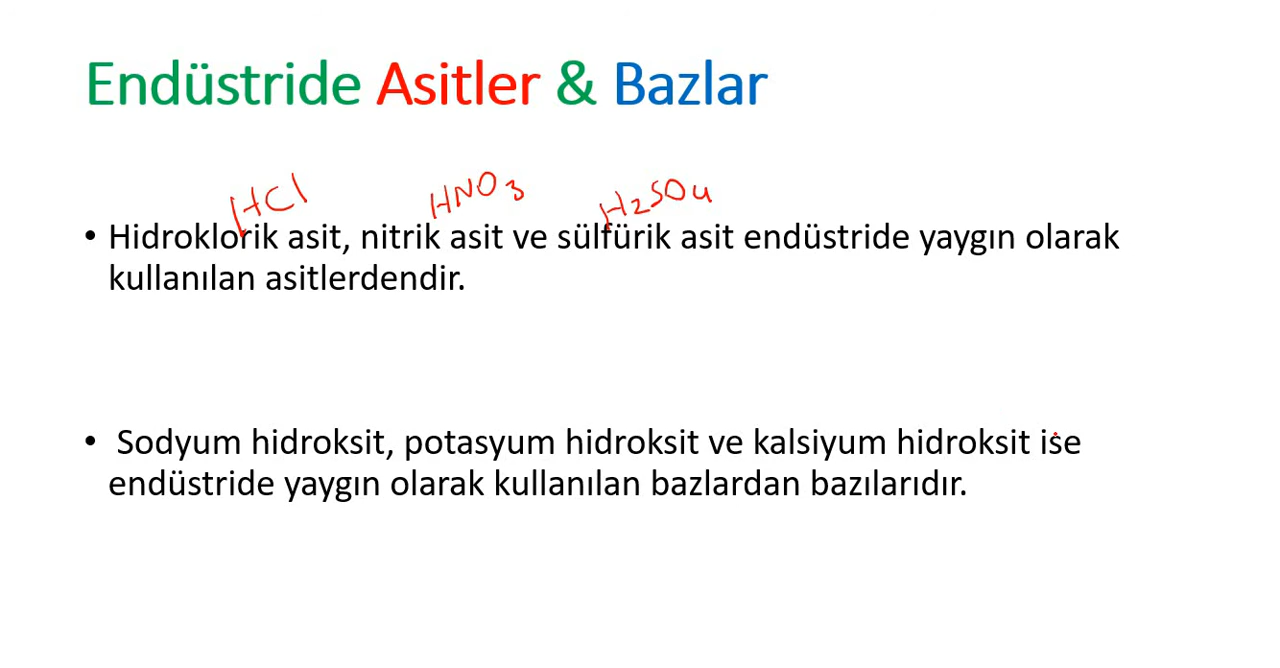 Endüstride Asitler & Bazlar
HCl HNO3 H2SO4
• Hidroklorik asit, nitrik asit ve sülfürik asit endüstride yaygın olarak
kullanılan asitlerdendir.
• Sodyum hidroksit, potasyum hidroksit ve kalsiyum hidroksit ise
endüstride yaygın olarak kullanılan bazlardan bazılarıdır.